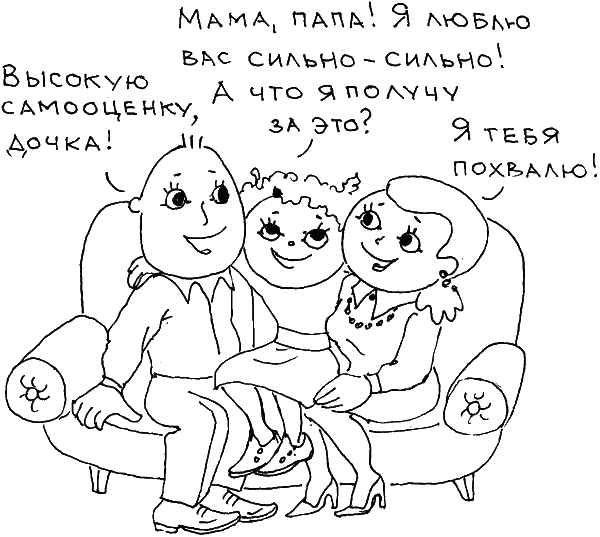 Мама, папа! Я люблю
вас сильно-сильно!
А что я получу
за это?
Высокую
самооценку,
дочка!
Я тебя
похвалю!